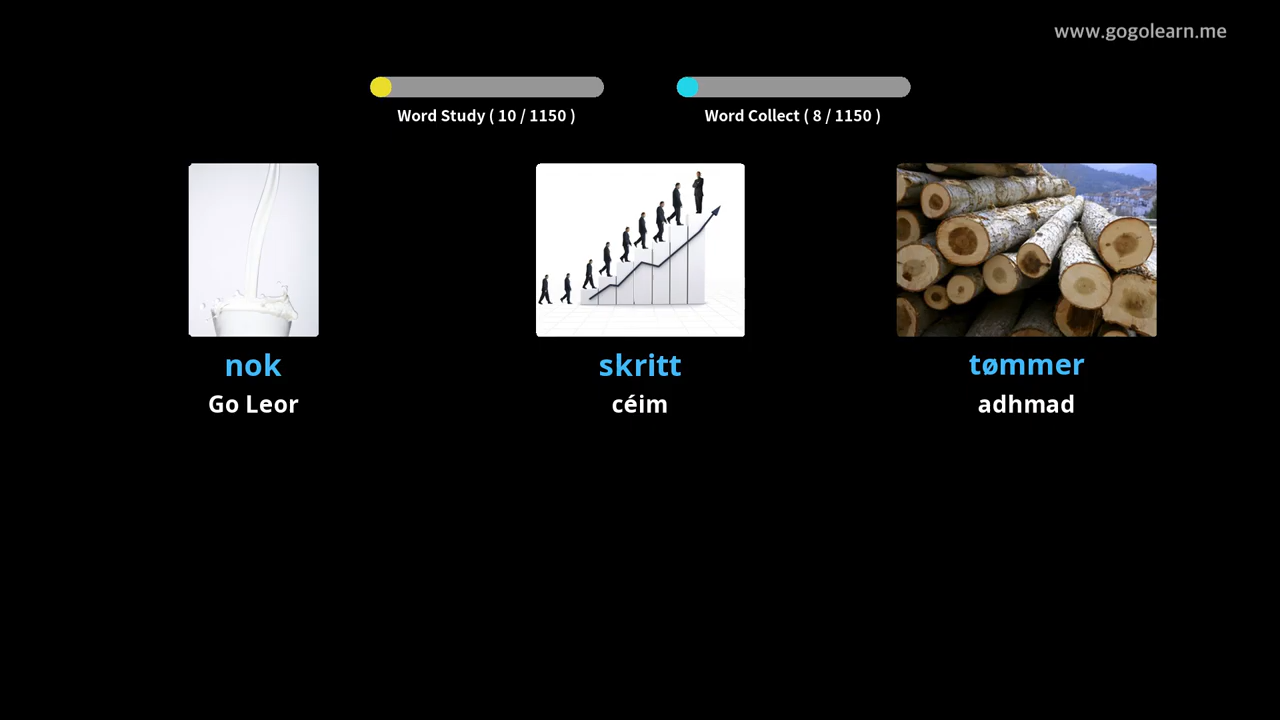 www.gogolearn.me
Word Study ( 10 / 1150 )
Word Collect ( 8 / 1150 )
nok
Go Leor
skritt
céim
tømmer
adhmad